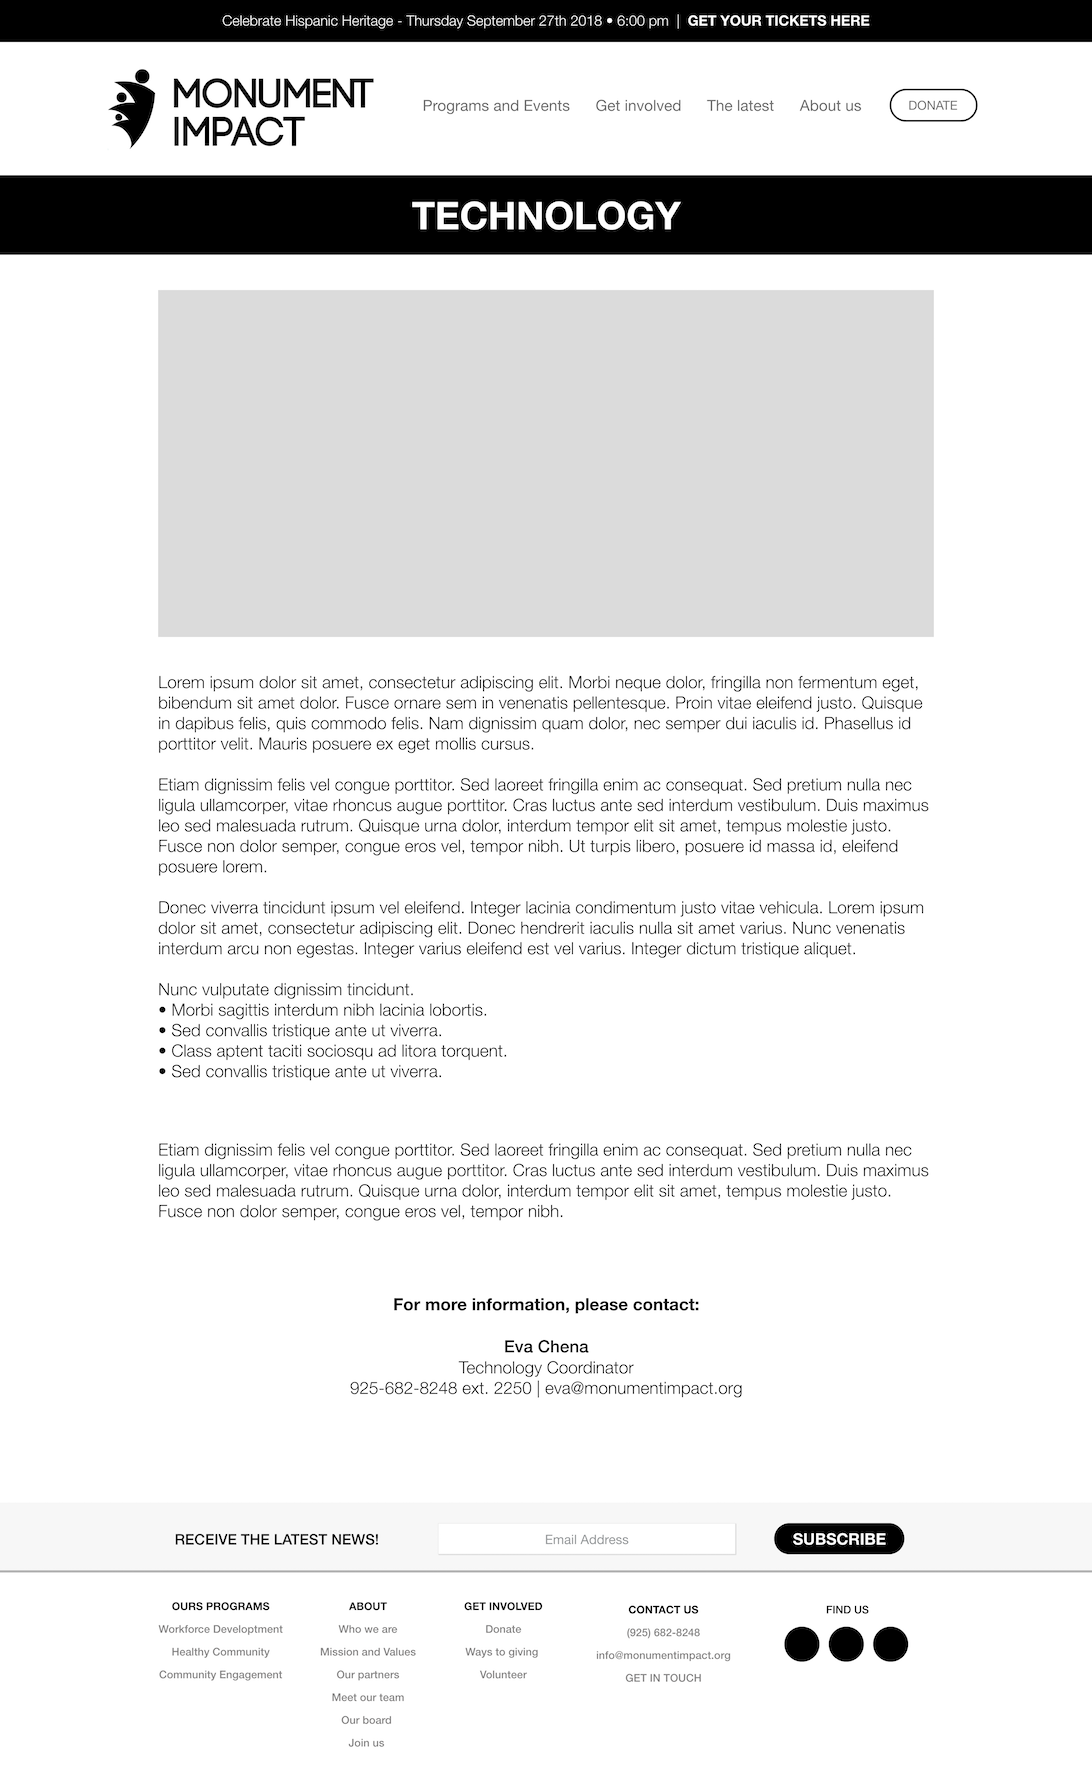 Celebrate Hispanic Heritage - Thursday September 27th 2018 • 6:00 pm | GET YOUR TICKETS HERE
MONUMENT
IMPACT
Programs and Events Get involved The latest About us DONATE
TECHNOLOGY
Lorem ipsum dolor sit amet, consectetur adipiscing elit. Morbi neque dolor, fringilla non fermentum eget,
bibendum sit amet dolor. Fusce ornare sem in venenatis pellentesque. Proin vitae eleifend justo. Quisque
in dapibus felis, quis commodo felis. Nam dignissim quam dolor, nec semper dui iaculis id. Phasellus id
porttitor velit. Mauris posuere ex eget mollis cursus.
Etiam dignissim felis vel congue porttitor. Sed laoreet fringilla enim ac consequat. Sed pretium nulla nec
ligula ullamcorper, vitae rhoncus augue porttitor. Cras luctus ante sed interdum vestibulum. Duis maximus
leo sed malesuada rutrum. Quisque urna dolor, interdum tempor elit sit amet, tempus molestie justo.
Fusce non dolor semper, congue eros vel, tempor nibh. Ut turpis libero, posuere id massa id, eleifend
posuere lorem.
Donec viverra tincidunt ipsum vel eleifend. Integer lacinia condimentum justo vitae vehicula. Lorem ipsum
dolor sit amet, consectetur adipiscing elit. Donec hendrerit iaculis nulla sit amet varius. Nunc venenatis
interdum arcu non egestas. Integer varius eleifend est vel varius. Integer dictum tristique aliquet.
Nunc vulputate dignissim tincidunt.
• Morbi sagittis interdum nibh lacinia lobortis.
• Sed convallis tristique ante ut viverra.
• Class aptent taciti sociosqu ad litora torquent.
• Sed convallis tristique ante ut viverra.
Etiam dignissim felis vel congue porttitor. Sed laoreet fringilla enim ac consequat. Sed pretium nulla nec
ligula ullamcorper, vitae rhoncus augue porttitor. Cras luctus ante sed interdum vestibulum. Duis maximus
leo sed malesuada rutrum. Quisque urna dolor, interdum tempor elit sit amet, tempus molestie justo.
Fusce non dolor semper, congue eros vel, tempor nibh.
For more information, please contact:
Eva Chena
Technology Coordinator
925-682-8248 ext. 2250 | eva@monumentimpact.org
RECEIVE THE LATEST NEWS! Email Address SUBSCRIBE
OURS PROGRAMS
Workforce Developtment
Healthy Community
Community Engagement
ABOUT
Who we are
Mission and Values
Our partners
Meet our team
Our board
Join us
GET INVOLVED
Donate
Ways to giving
Volunteer
CONTACT US
(925) 682-8248
info@monumentimpact.org
GET IN TOUCH
FIND US